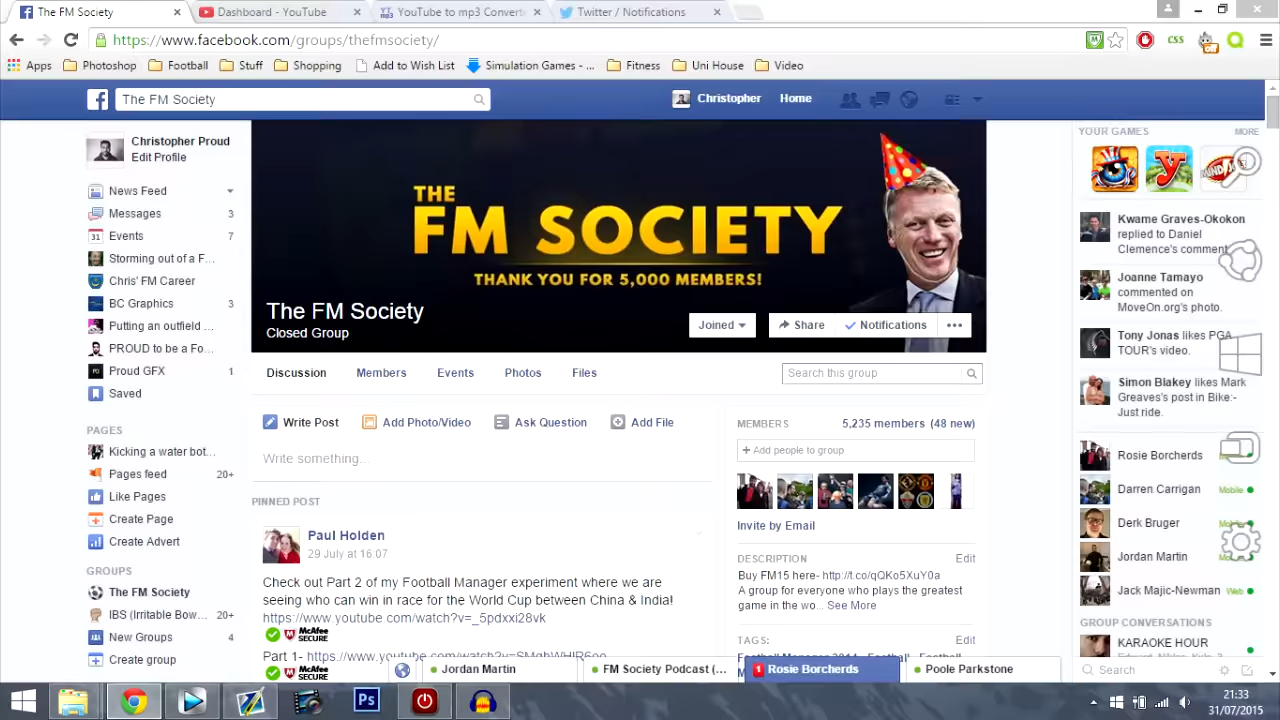 The FM Society
Dashboard - YouTube
YouTube to mp3 Converte
Twitter / Notifications
https://www.facebook.com/groups/thefmsociety/
Apps
Photoshop
Football
Stuff
Shopping
Add to Wish List
Simulation Games - ...
Fitness
Uni House
Video
The FM Society
Christopher
Home
Christopher Proud
Edit Profile
News Feed
Messages 3
31 Events 7
Storming out of a F...
Chris' FM Career
BC Graphics 3
Putting an outfield ...
PROUD to be a Fo...
Proud GFX 1
Saved
PAGES
Kicking a water bot...
Pages feed 20+
Like Pages
Create Page
Create Advert
GROUPS
The FM Society
IBS (Irritable Bow... 20+
New Groups 4
Create group
THE
FM SOCIETY
THANK YOU FOR 5,000 MEMBERS!
The FM Society
Closed Group
Joined
Share
Notifications
Discussion
Members
Events
Photos
Files
Search this group
Write Post
Add Photo/Video
Ask Question
Add File
Write something...
PINNED POST
Paul Holden
29 July at 16:07
Check out Part 2 of my Football Manager experiment where we are
seeing who can win in race for the World Cup between China & India!
https://www.youtube.com/watch?v=_5pdxxi28vk
McAfee
SECURE
Part 1-
MEMBERS
5,235 members (48 new)
+ Add people to group
Invite by Email
DESCRIPTION
Edit
Buy FM15 here- http://t.co/qQKo5XuY0a
A group for everyone who plays the greatest
game in the wo... See More
TAGS:
Edit
YOUR GAMES
MORE
Kwame Graves-Okokon
replied to Daniel
Clemence's comment.
Joanne Tamayo
commented on
MoveOn.org's photo.
Tony Jonas likes PGA
TOUR's video.
Simon Blakey likes Mark
Greaves's post in Bike:-
Just ride.
Rosie Borcherds
Darren Carrigan Mobile
Derk Bruger
Jordan Martin
Jack Majic-Newman Web
GROUP CONVERSATIONS
KARAOKE HOUR
Search
Jordan Martin
FM Society Podcast (...
1 Rosie Borcherds
Poole Parkstone
Ps
21:33
31/07/2015